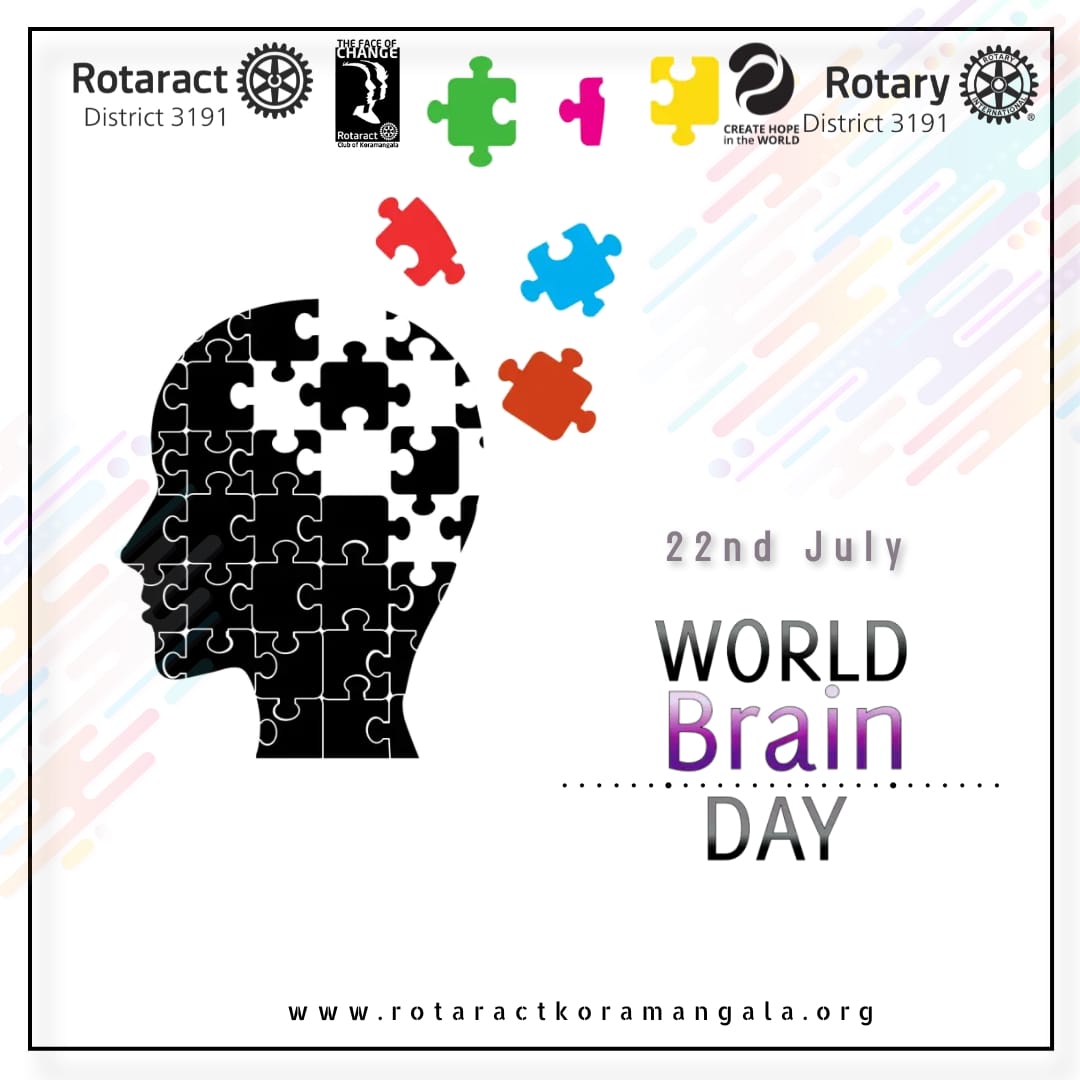 Rotaract
District 3191
THE FACE OF
CHANGE
Rotaract
Club of Koramangala
CREATE HOPE
in the WORLD
Rotary
District 3191
ROTARY
INTERNATIONAL
®
22nd July
WORLD
Brain
DAY
www.rotaractkoramangala.org